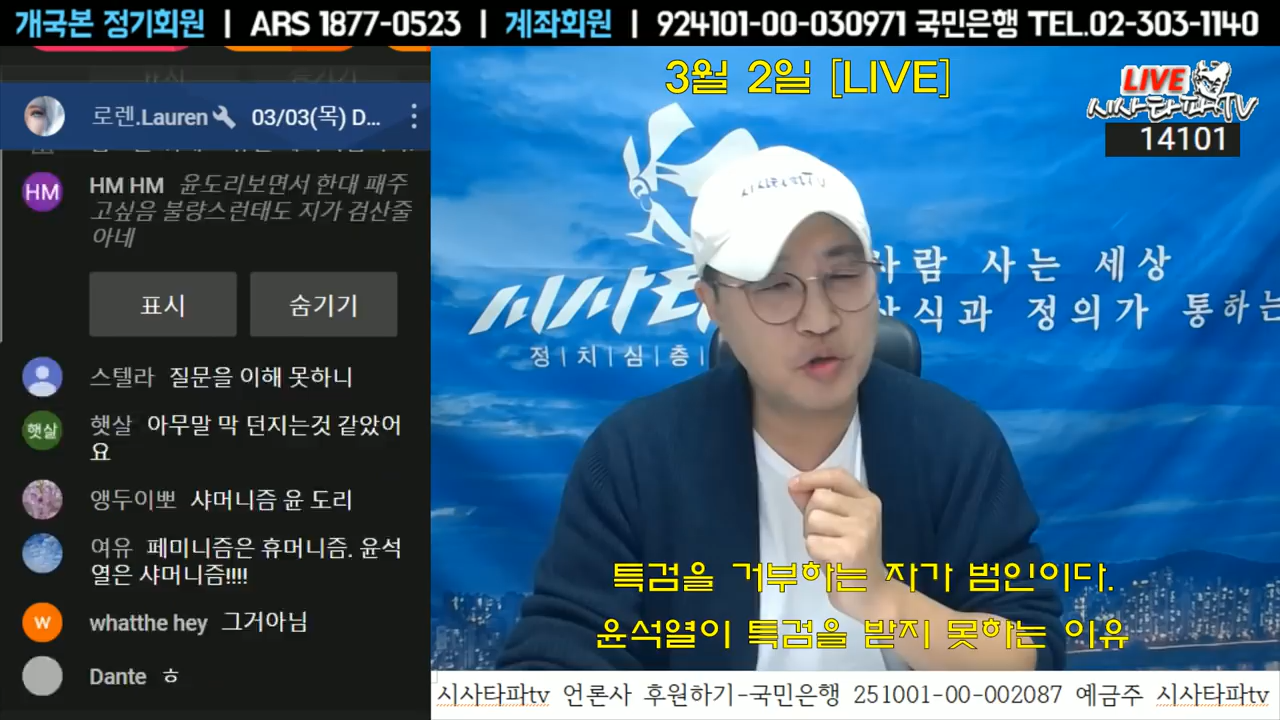 개국본 정기회원 | ARS 1877-0523 | 계좌회원 | 924101-00-030971 국민은행 TEL.02-303-1140
로렌.Lauren 03/03(목) D...
HM HM 윤도리보면서 한대 패주
고싶음 불량스런태도 지가 검산줄
아네
HM
표시 숨기기
스텔라 질문을 이해 못하니
햇살 햇살 아무말 막 던지는것 같았어
요
앵두이뽀 샤머니즘 윤 도리
여유 페미니즘은 휴머니즘. 윤석
열은 샤머니즘!!!!
W whatthe hey 그거아님
Dante ㅎ
3월 2일 [LIVE]
LIVE
시사타파TV
14101
사람 사는 세상
상식과 정의가 통하는
시사타
정|치|심|층|
특검을 거부하는 자가 범인이다.
윤석열이 특검을 받지 못하는 이유
시사타파tv 언론사 후원하기-국민은행 251001-00-002087 예금주 시사타파tv